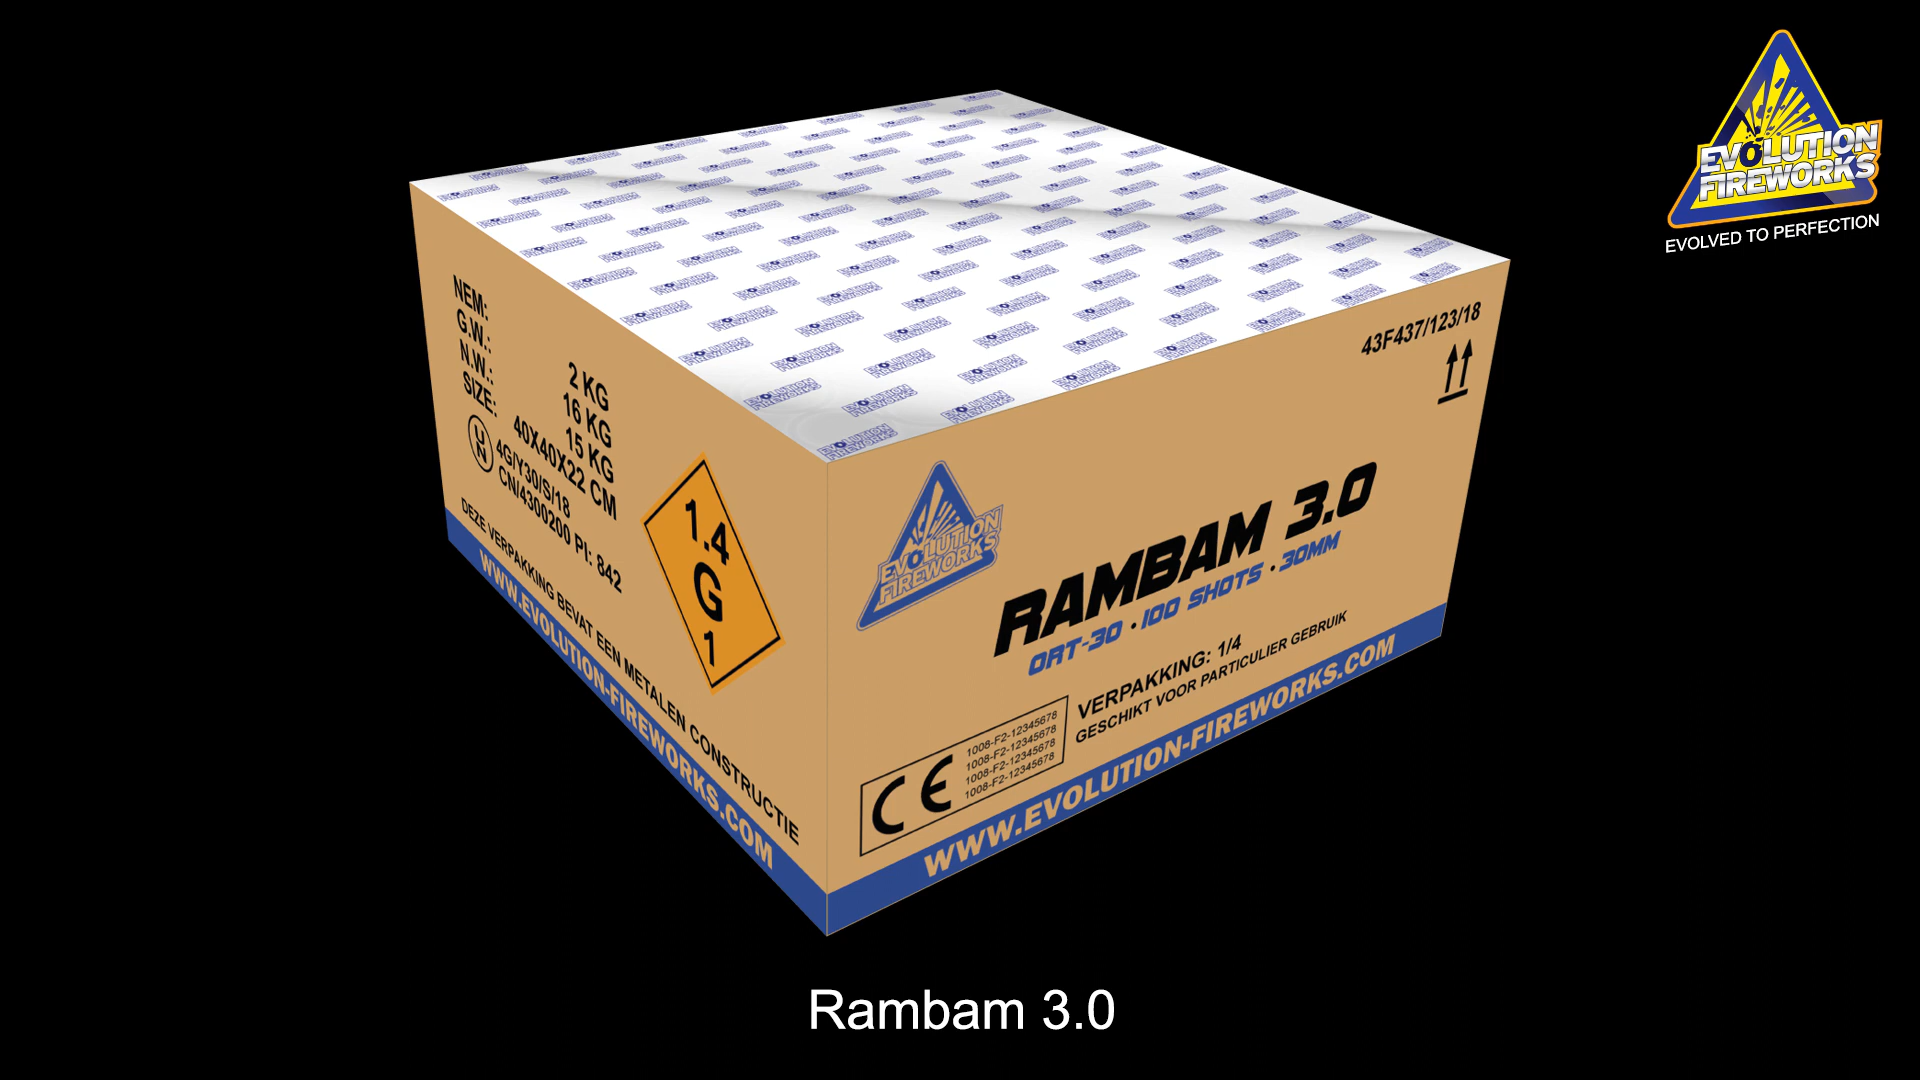 EVOLUTION
FIREWORKS
EVOLVED TO PERFECTION
NEM: 2 KG
G.W.: 16 KG
N.W.: 15 KG
SIZE: 40X40X22 CM
UN
4G/Y30/S/18
CN/4300200 PI: 842
DEZE VERPAKKING BEVAT EEN METALEN CONSTRUCTIE
WWW.EVOLUTION-FIREWORKS.COM
1.4
G
1
43F437/123/18
EVOLUTION
FIREWORKS
RAMBAM 3.0
ORT-30 • 100 SHOTS • 30MM
VERPAKKING: 1/4
GESCHIKT VOOR PARTICULIER GEBRUIK
CE
1008-F2-12345678
1008-F2-12345678
1008-F2-12345678
1008-F2-12345678
WWW.EVOLUTION-FIREWORKS.COM
Rambam 3.0